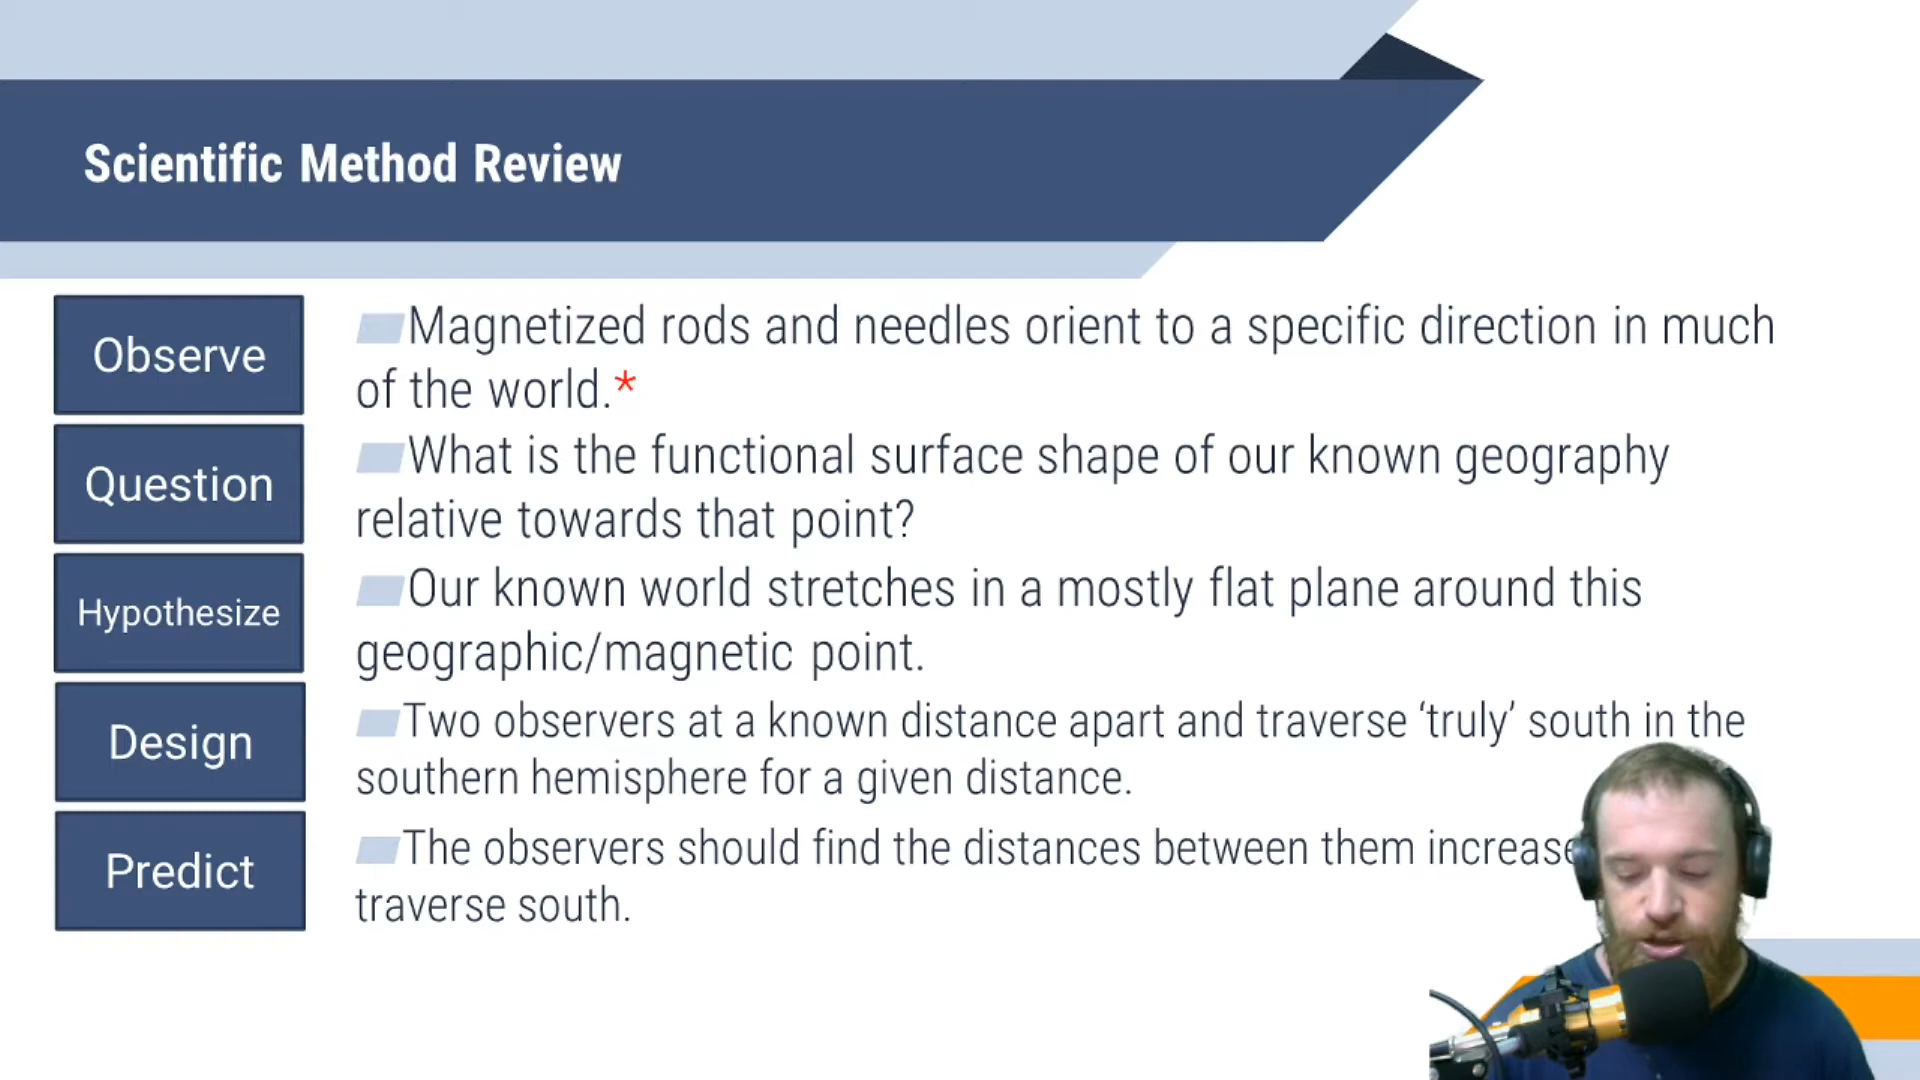 Scientific Method Review
Observe
Magnetized rods and needles orient to a specific direction in much
of the world.*
Question
What is the functional surface shape of our known geography
relative towards that point?
Hypothesize
Our known world stretches in a mostly flat plane around this
geographic/magnetic point.
Design
Two observers at a known distance apart and traverse ‘truly’ south in the
southern hemisphere for a given distance.
Predict
The observers should find the distances between them increase
traverse south.